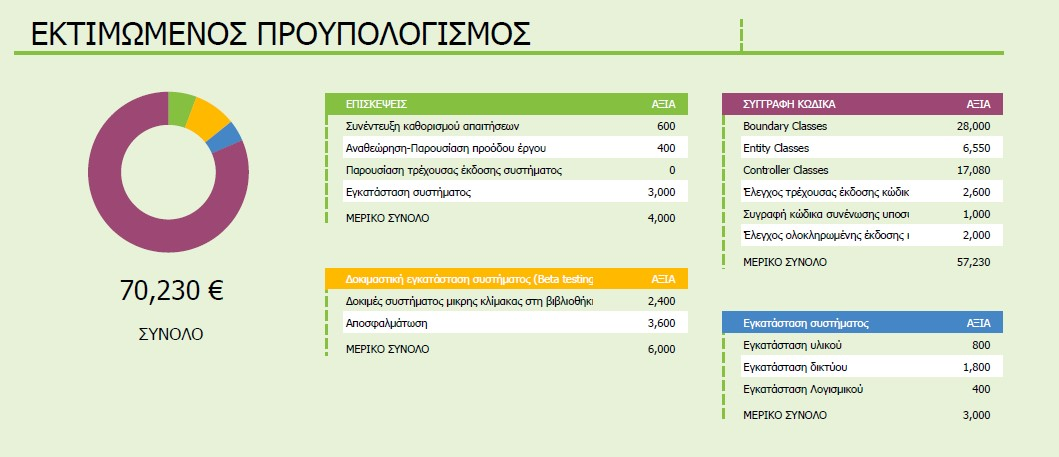 ΕΚΤΙΜΩΜΕΝΟΣ ΠΡΟΥΠΟΛΟΓΙΣΜΟΣ
70,230 €
ΣΥΝΟΛΟ
ΕΠΙΣΚΕΨΕΙΣ ΑΞΙΑ
Συνέντευξη καθορισμού απαιτήσεων 600
Αναθεώρηση-Παρουσίαση προόδου έργου 400
Παρουσίαση τρέχουσας έκδοσης συστήματος 0
Εγκατάσταση συστήματος 3,000
ΜΕΡΙΚΟ ΣΥΝΟΛΟ 4,000
Δοκιμαστική εγκατάσταση συστήματος (Beta testing ΑΞΙΑ
Δοκιμές συστήματος μικρης κλίμακας στη βιβλιοθήκ 2,400
Αποσφαλμάτωση 3,600
ΜΕΡΙΚΟ ΣΥΝΟΛΟ 6,000
ΣΥΓΓΡΑΦΗ ΚΩΔΙΚΑ ΑΞΙΑ
Boundary Classes 28,000
Entity Classes 6,550
Controller Classes 17,080
Έλεγχος τρέχουσας έκδοσης κώδικ 2,600
Συγραφή κώδικα συνένωσης υποσι 1,000
Έλεγχος ολοκληρωμένης έκδοσης 2,000
ΜΕΡΙΚΟ ΣΥΝΟΛΟ 57,230
Εγκατάσταση συστήματος ΑΞΙΑ
Εγκατάσταση υλικού 800
Εγκατάσταση δικτύου 1,800
Εγκατάσταση Λογισμικού 400
ΜΕΡΙΚΟ ΣΥΝΟΛΟ 3,000